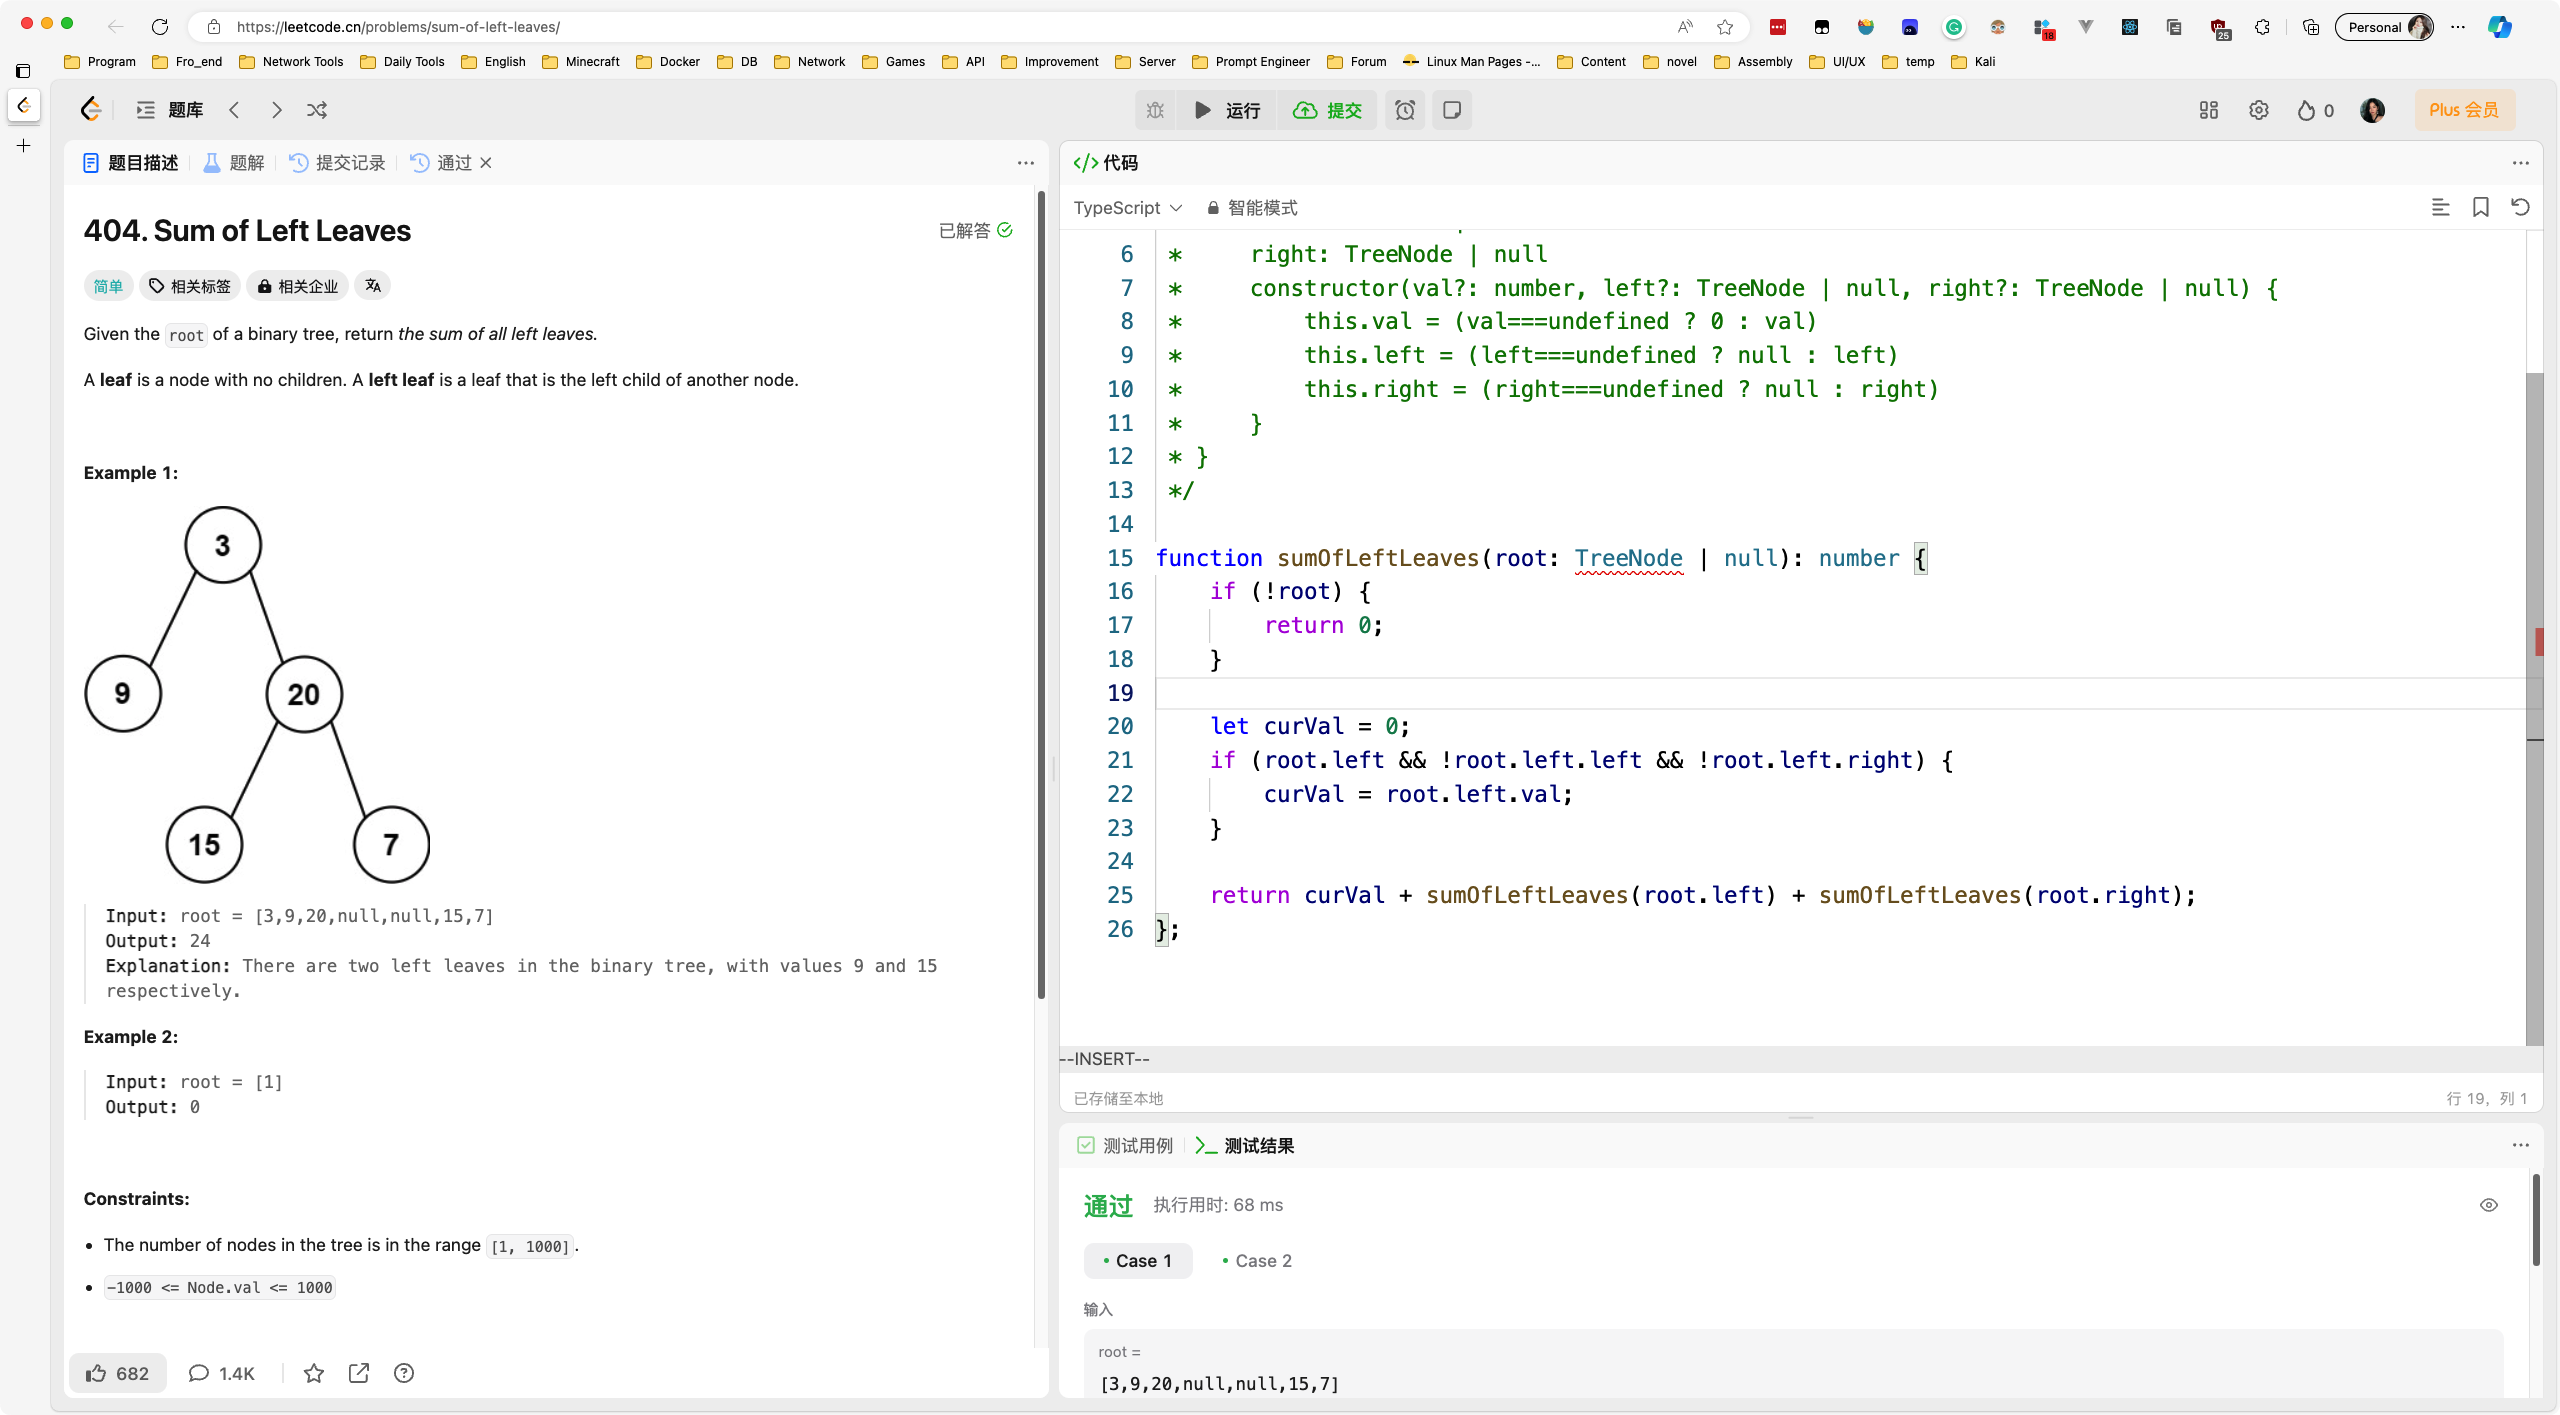 https://leetcode.cn/problems/sum-of-left-leaves/
18
25
Personal
Program Fro_end Network Tools Daily Tools English Minecraft Docker DB Network Games API Improvement Server Prompt Engineer Forum Linux Man Pages -... Content novel Assembly UI/UX temp Kali
题库
运行
提交
0
Plus 会员
题目描述 题解 提交记录 通过
404. Sum of Left Leaves
已解答
简单 相关标签 相关企业
Given the root of a binary tree, return the sum of all left leaves.
A leaf is a node with no children. A left leaf is a leaf that is the left child of another node.
Example 1:
3
9 20
15 7
Input: root = [3,9,20,null,null,15,7]
Output: 24
Explanation: There are two left leaves in the binary tree, with values 9 and 15
respectively.
Example 2:
Input: root = [1]
Output: 0
Constraints:
• The number of nodes in the tree is in the range [1, 1000].
• -1000 <= Node.val <= 1000
682 1.4K
</> 代码
TypeScript 智能模式
6 *     right: TreeNode | null
7 *     constructor(val?: number, left?: TreeNode | null, right?: TreeNode | null) {
8 *         this.val = (val===undefined ? 0 : val)
9 *         this.left = (left===undefined ? null : left)
10 *         this.right = (right===undefined ? null : right)
11 *     }
12 * }
13 */
14
15 function sumOfLeftLeaves(root: TreeNode | null): number {
16     if (!root) {
17         return 0;
18     }
19
20     let curVal = 0;
21     if (root.left && !root.left.left && !root.left.right) {
22         curVal = root.left.val;
23     }
24
25     return curVal + sumOfLeftLeaves(root.left) + sumOfLeftLeaves(root.right);
26 };
--INSERT--
已存储至本地
行 19, 列 1
测试用例 测试结果
通过 执行用时: 68 ms
• Case 1 • Case 2
输入
root =
[3,9,20,null,null,15,7]